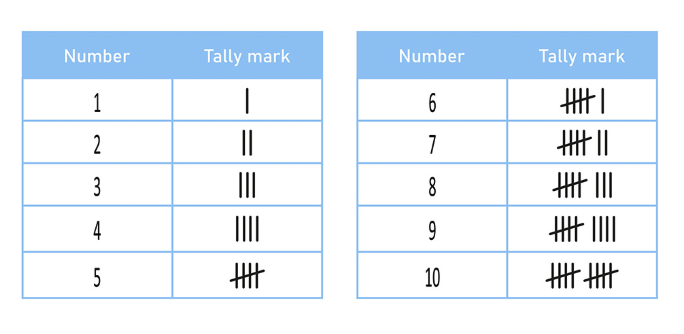 Number Tally mark
1 |
2 ||
3 |||
4 ||||
5 𝍸
Number Tally mark
6 𝍸 |
7 𝍸 ||
8 𝍸 |||
9 𝍸 ||||
10 𝍸 𝍸